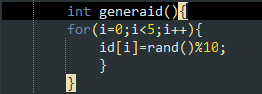 int generaid(){
for(i=0;i<5;i++){
id[i]=rand()%10;
}
}